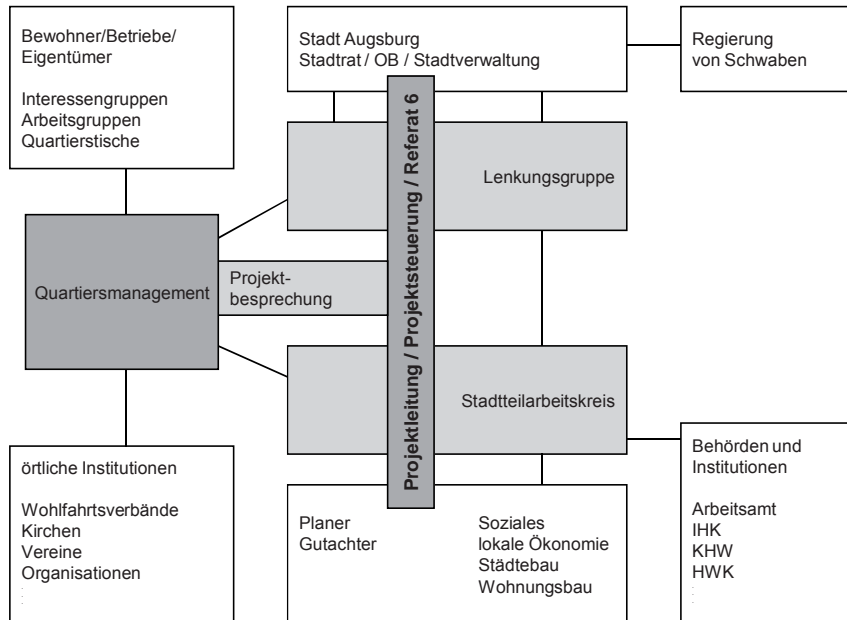 Bewohner/Betriebe/
Eigentümer
Interessengruppen
Arbeitsgruppen
Quartierstische
Stadt Augsburg
Stadtrat / OB / Stadtverwaltung
Regierung
von Schwaben
Projektleitung / Projektsteuerung / Referat 6
Lenkungsgruppe
Quartiersmanagement
Projekt-
besprechung
Stadtteilarbeitskreis
örtliche Institutionen
Wohlfahrtsverbände
Kirchen
Vereine
Organisationen
Planer
Gutachter
Soziales
lokale Ökonomie
Städtebau
Wohnungsbau
Behörden und
Institutionen
Arbeitsamt
IHK
KHW
HWK